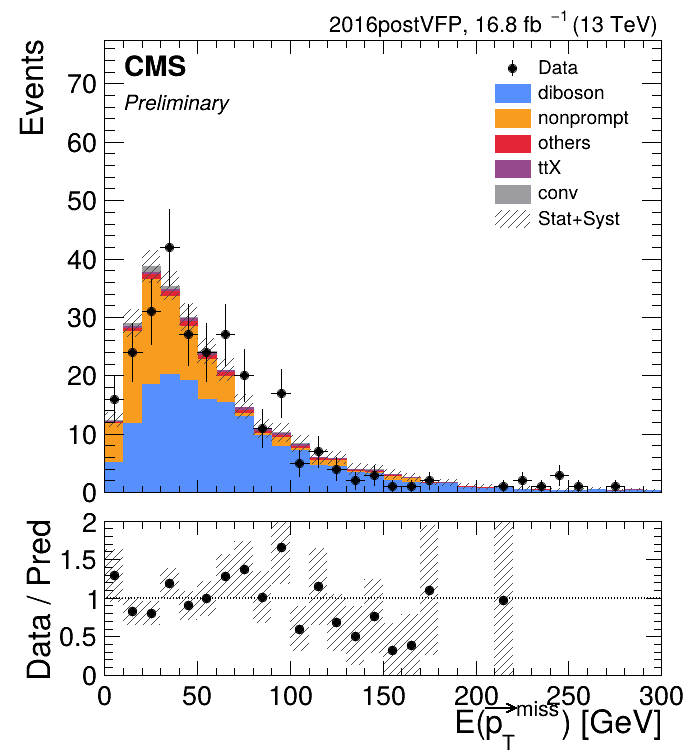 2016postVFP, 16.8 fb⁻¹ (13 TeV)
CMS
Preliminary
Data
diboson
nonprompt
others
ttX
conv
Stat+Syst
Events
70
60
50
40
30
20
10
0
Data / Pred
2
1.5
1
0.5
0
0 50 100 150 200 250 300
E(p⃗_T^miss) [GeV]